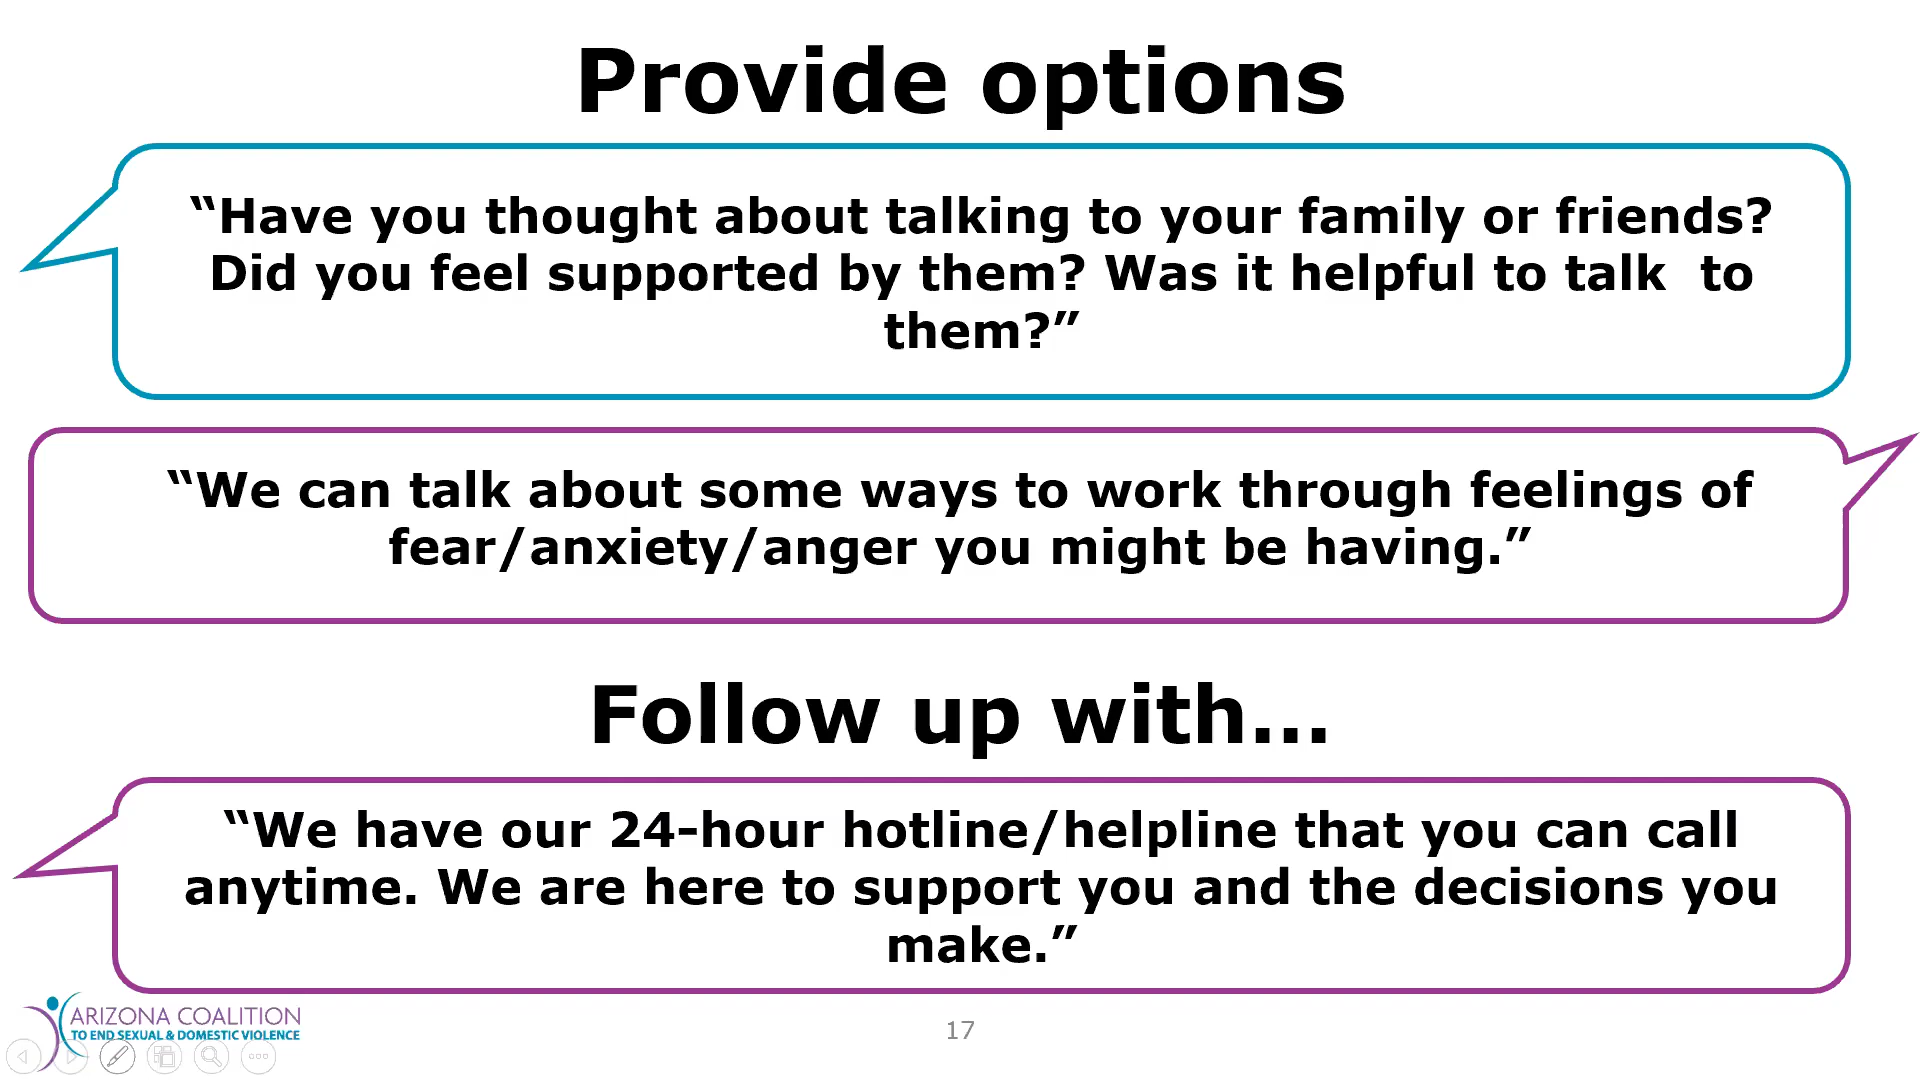 Provide options
“Have you thought about talking to your family or friends?
Did you feel supported by them? Was it helpful to talk  to
them?”
“We can talk about some ways to work through feelings of
fear/anxiety/anger you might be having.”
Follow up with…
“We have our 24-hour hotline/helpline that you can call
anytime. We are here to support you and the decisions you
make.”
ARIZONA COALITION
TO END SEXUAL & DOMESTIC VIOLENCE
17